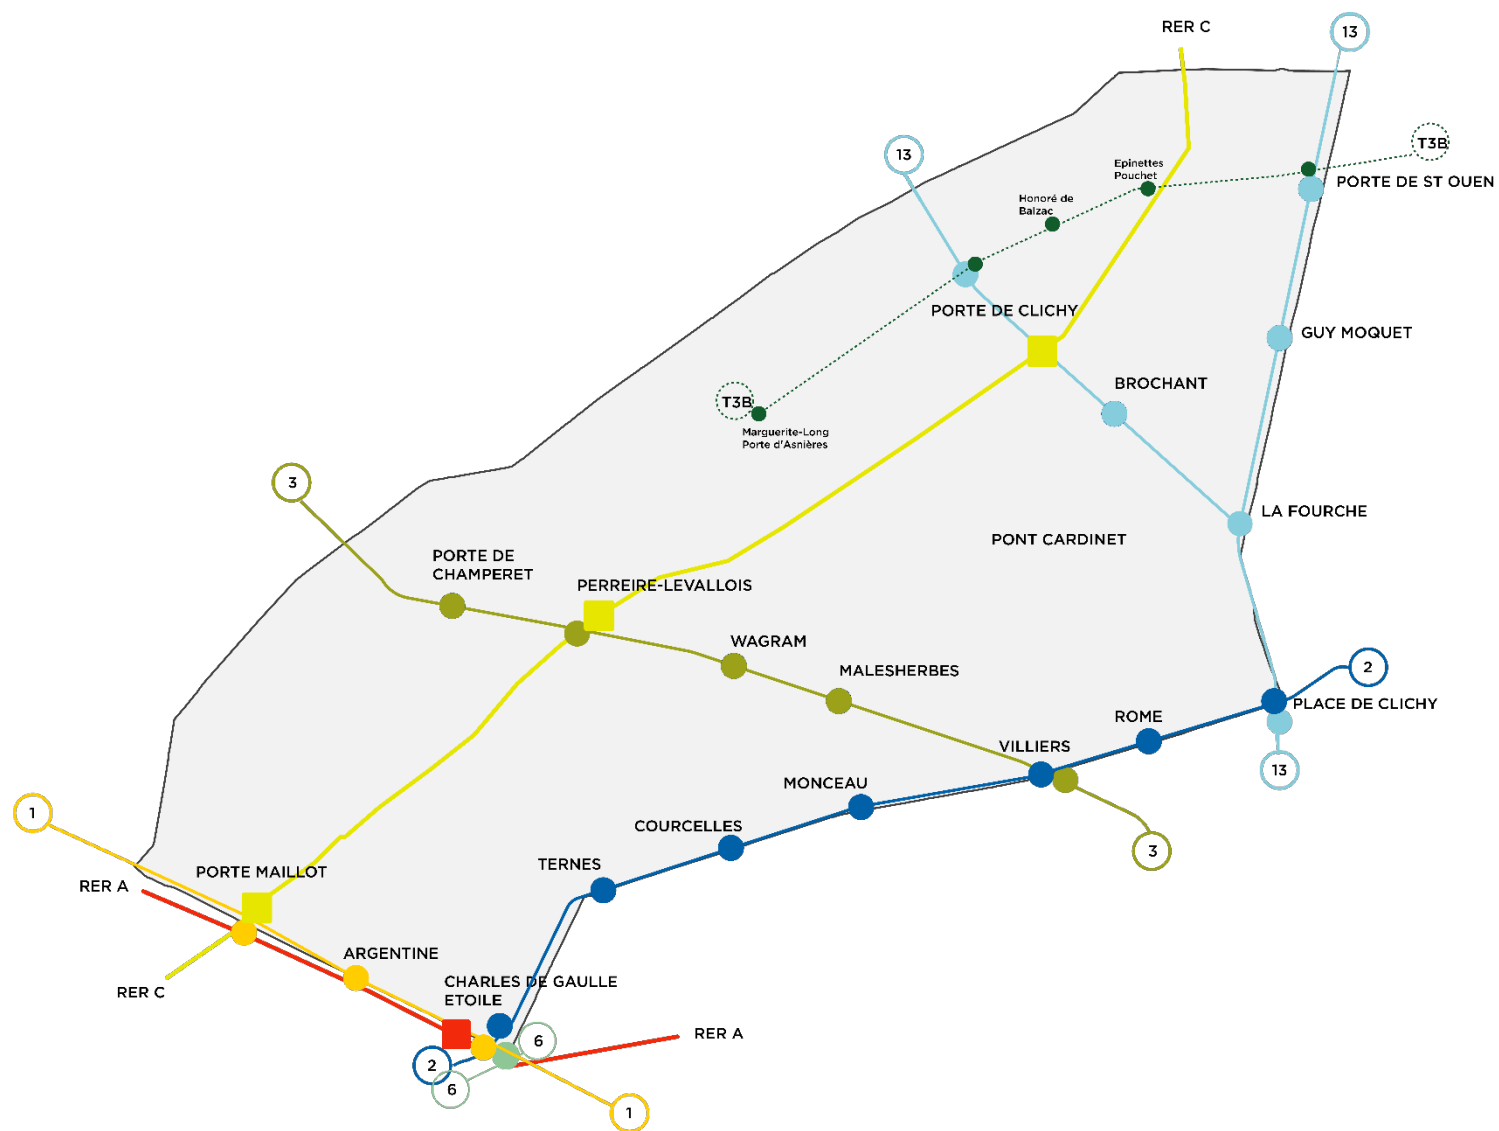 RER C
13
13
T3B
Epinettes
Pouchet
PORTE DE ST OUEN
Honoré de
Balzac
PORTE DE CLICHY
GUY MOQUET
BROCHANT
T3B
Marguerite-Long
Porte d'Asnières
3
LA FOURCHE
PONT CARDINET
PORTE DE
CHAMPERET
PERREIRE-LEVALLOIS
WAGRAM
MALESHERBES
2
PLACE DE CLICHY
ROME
VILLIERS
13
MONCEAU
1
COURCELLES
3
TERNES
PORTE MAILLOT
RER A
ARGENTINE
CHARLES DE GAULLE
ETOILE
RER C
RER A
6
2
6
1